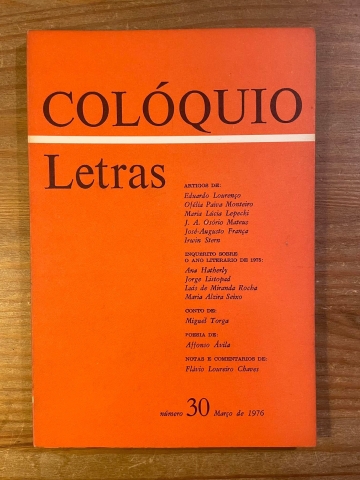 COLÓQUIO
Letras
ARTIGOS DE:
Eduardo Lourenço
Ofélia Paiva Monteiro
Maria Lúcia Lepecki
J. A. Osório Mateus
José-Augusto França
Irwin Stern
INQUÉRITO SOBRE
O ANO LITERÁRIO DE 1975:
Ana Hatherly
Jorge Listopad
Luís de Miranda Rocha
Maria Alzira Seixo
CONTO DE:
Miguel Torga
POESIA DE:
Affonso Ávila
NOTAS E COMENTÁRIOS DE:
Flávio Loureiro Chaves
número 30 Março de 1976